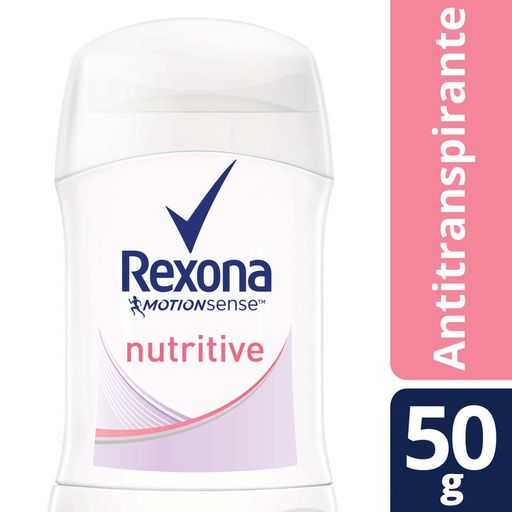 Rexona
MOTIONsense™
nutritive
Antitranspirante
50
g